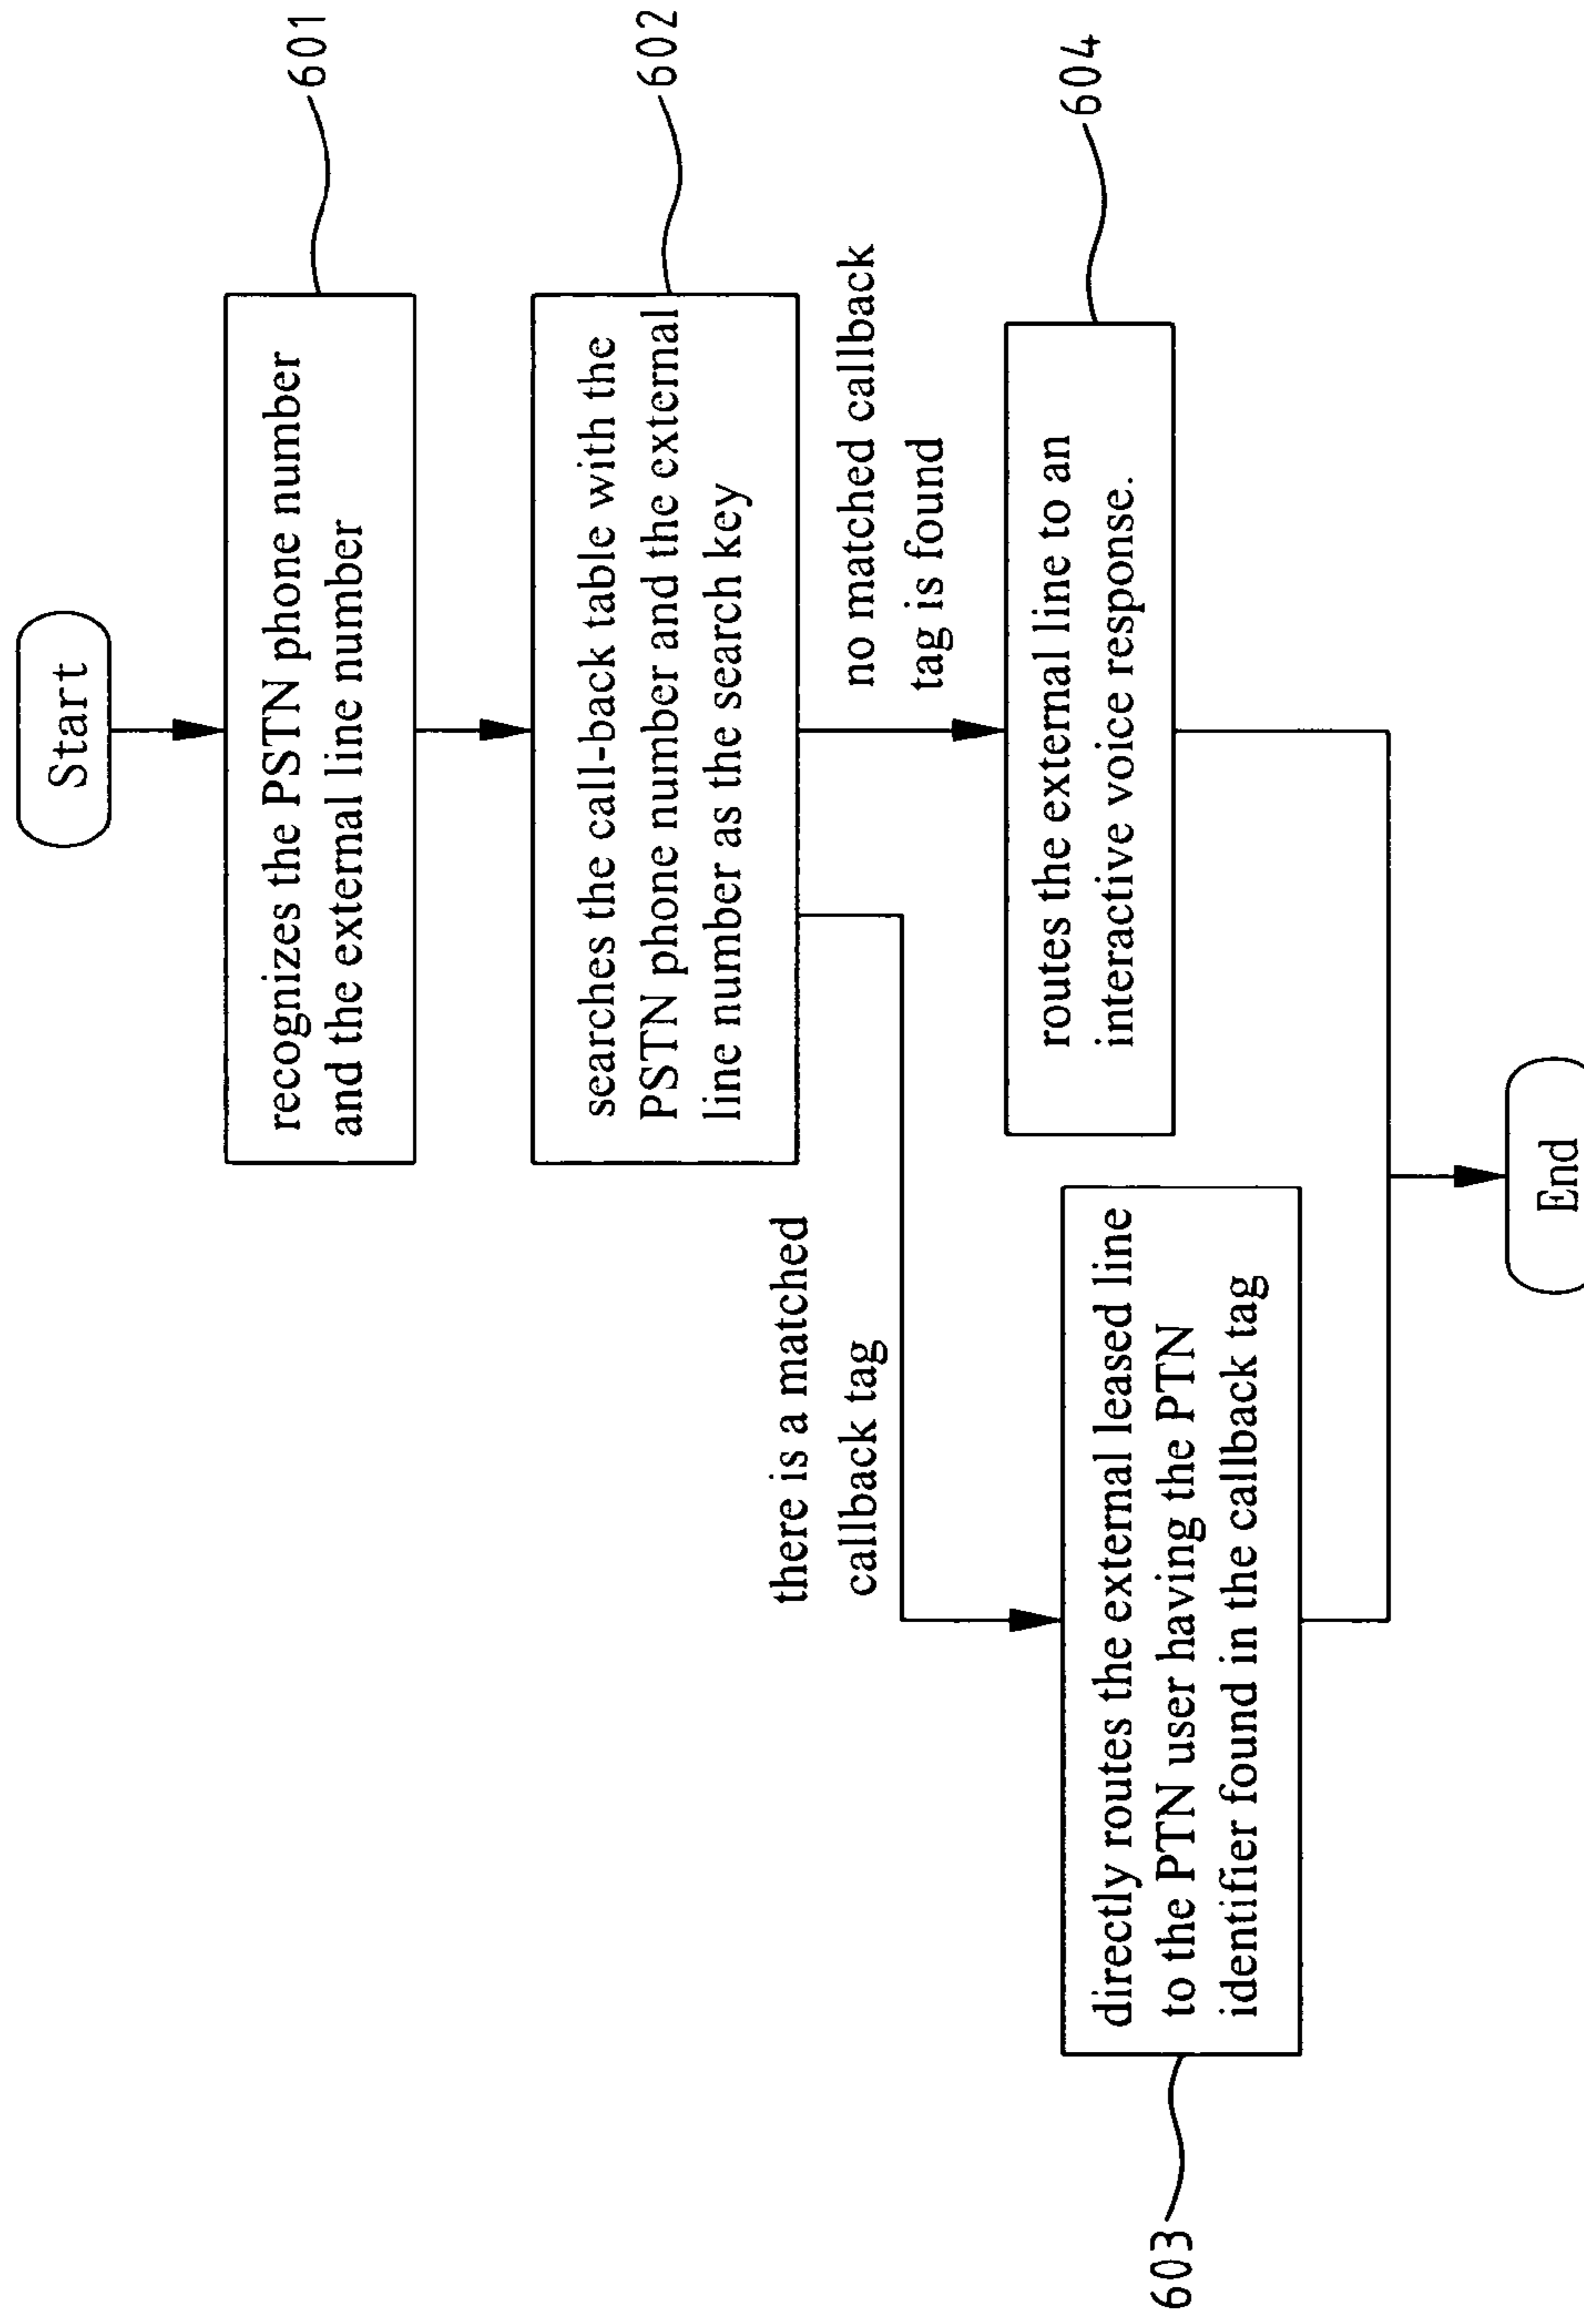 Start
601
recognizes the PSTN phone number
and the external line number
602
searches the call-back table with the
PSTN phone number and the external
line number as the search key
there is a matched
callback tag
no matched callback
tag is found
603
directly routes the external leased line
to the PTN user having the PTN
identifier found in the callback tag
604
routes the external line to an
interactive voice response.
End